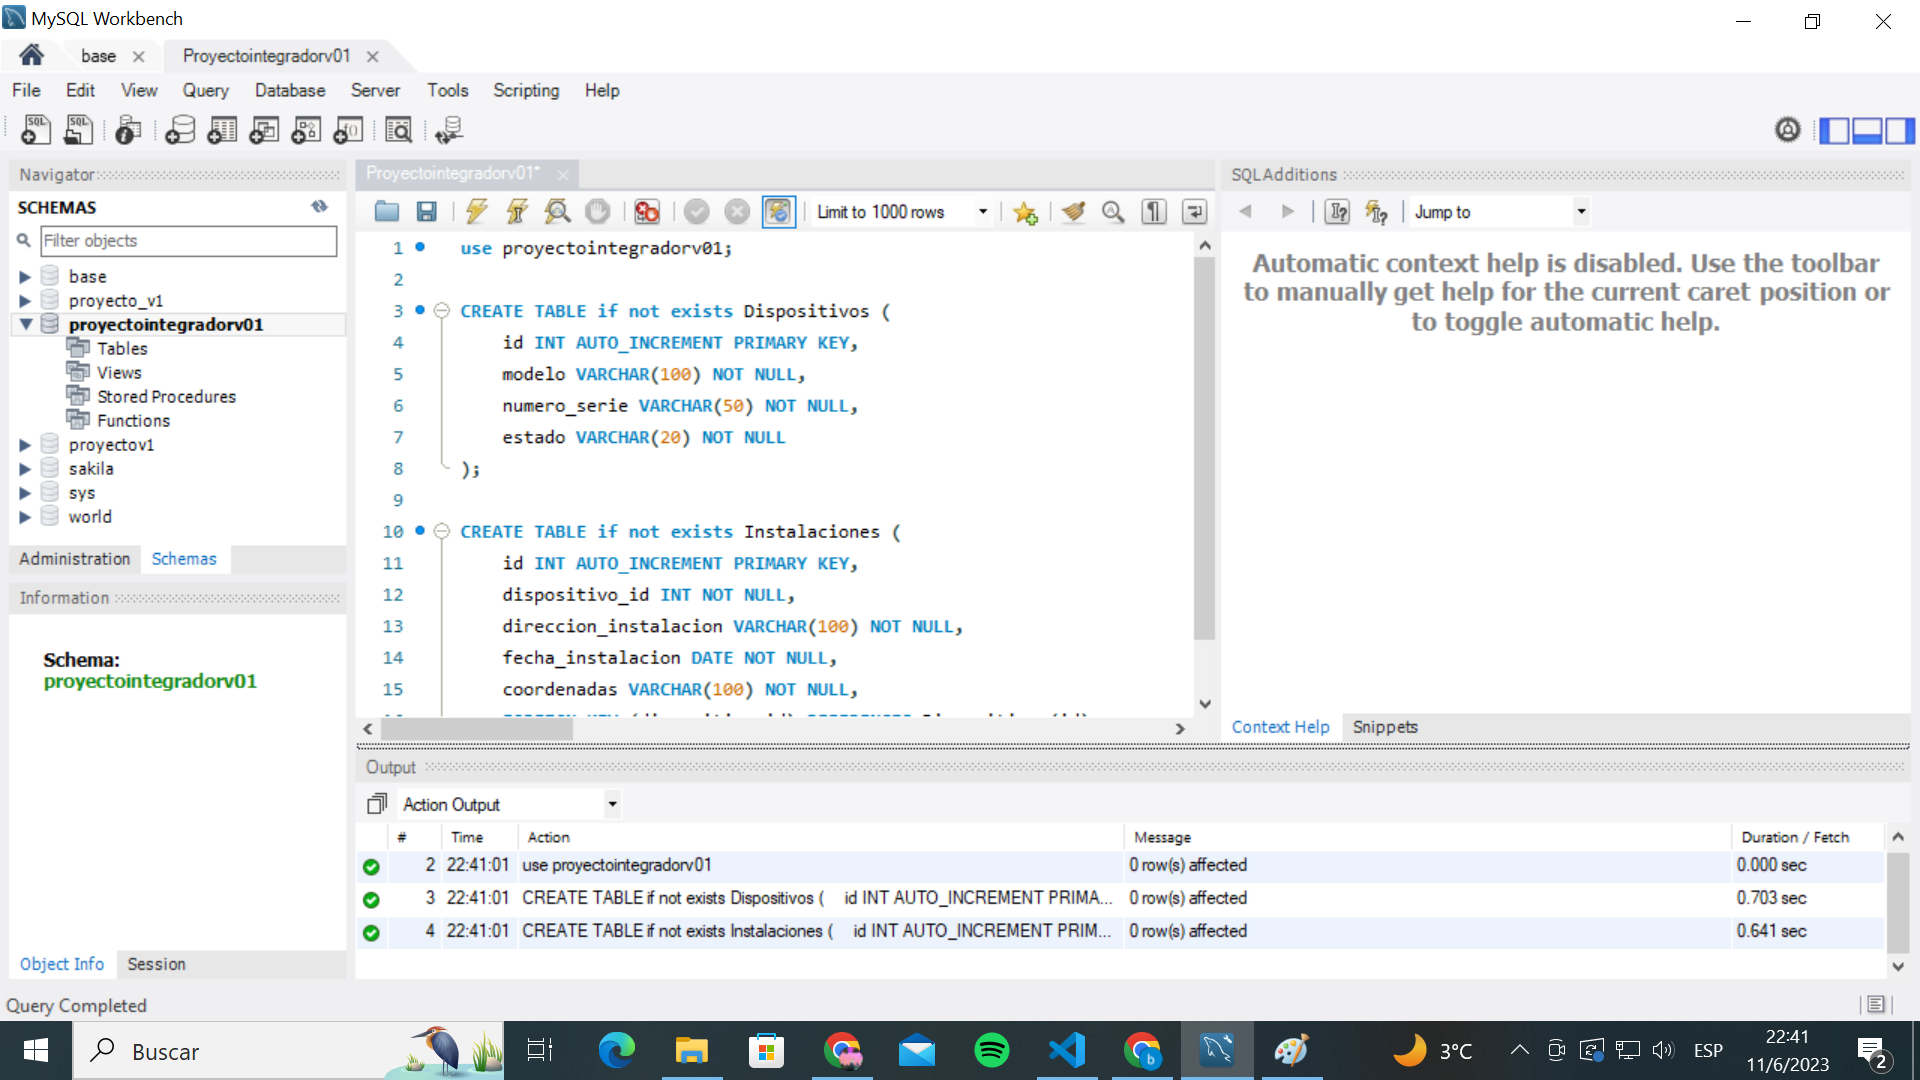 MySQL Workbench
base
Proyectointegradorv01
File Edit View Query Database Server Tools Scripting Help
Navigator
SCHEMAS
Filter objects
base
proyecto_v1
proyectointegradorv01
Tables
Views
Stored Procedures
Functions
proyectov1
sakila
sys
world
Administration Schemas
Information
Schema:
proyectointegradorv01
Object Info Session
Proyectointegradorv01*
Limit to 1000 rows
1 use proyectointegradorv01;
2
3 CREATE TABLE if not exists Dispositivos (
4 id INT AUTO_INCREMENT PRIMARY KEY,
5 modelo VARCHAR(100) NOT NULL,
6 numero_serie VARCHAR(50) NOT NULL,
7 estado VARCHAR(20) NOT NULL
8 );
9
10 CREATE TABLE if not exists Instalaciones (
11 id INT AUTO_INCREMENT PRIMARY KEY,
12 dispositivo_id INT NOT NULL,
13 direccion_instalacion VARCHAR(100) NOT NULL,
14 fecha_instalacion DATE NOT NULL,
15 coordenadas VARCHAR(100) NOT NULL,
SQLAdditions
Jump to
Automatic context help is disabled. Use the toolbar
to manually get help for the current caret position or
to toggle automatic help.
Context Help Snippets
Output
Action Output
# Time Action Message Duration / Fetch
2 22:41:01 use proyectointegradorv01 0 row(s) affected 0.000 sec
3 22:41:01 CREATE TABLE if not exists Dispositivos ( id INT AUTO_INCREMENT PRIMA... 0 row(s) affected 0.703 sec
4 22:41:01 CREATE TABLE if not exists Instalaciones ( id INT AUTO_INCREMENT PRIM... 0 row(s) affected 0.641 sec
Query Completed
Buscar
3°C
ESP
22:41
11/6/2023
2